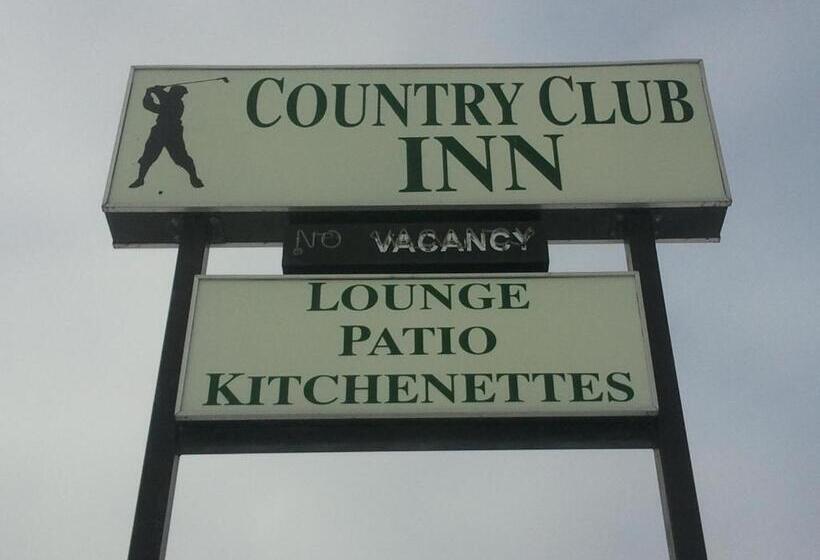 COUNTRY CLUB
INN
NO VACANCY
LOUNGE
PATIO
KITCHENETTES